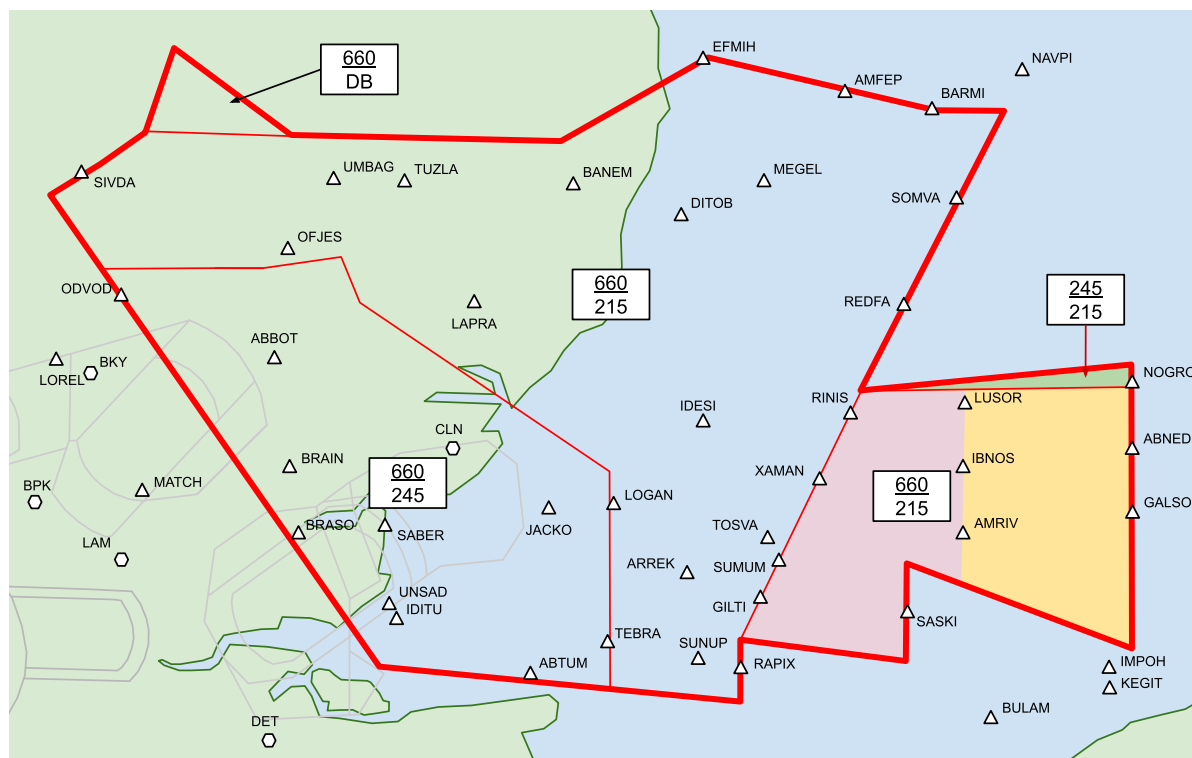 EFMIH
NAVPI
660
DB
AMFEP
BARMI
SIVDA
UMBAG
TUZLA
BANEM
MEGEL
SOMVA
DITOB
OFJES
ODVOD
660
215
REDFA
245
215
LAPRA
ABBOT
LOREL
BKY
NOGRO
RINIS
LUSOR
IDESI
CLN
ABNED
BRAIN
IBNOS
XAMAN
660
245
660
215
MATCH
BPK
LOGAN
GALSO
JACKO
BRASO
SABER
TOSVA
AMRIV
LAM
ARREK
SUMUM
UNSAD
IDITU
GILTI
SASKI
TEBRA
SUNUP
ABTUM
RAPIX
IMPOH
KEGIT
BULAM
DET